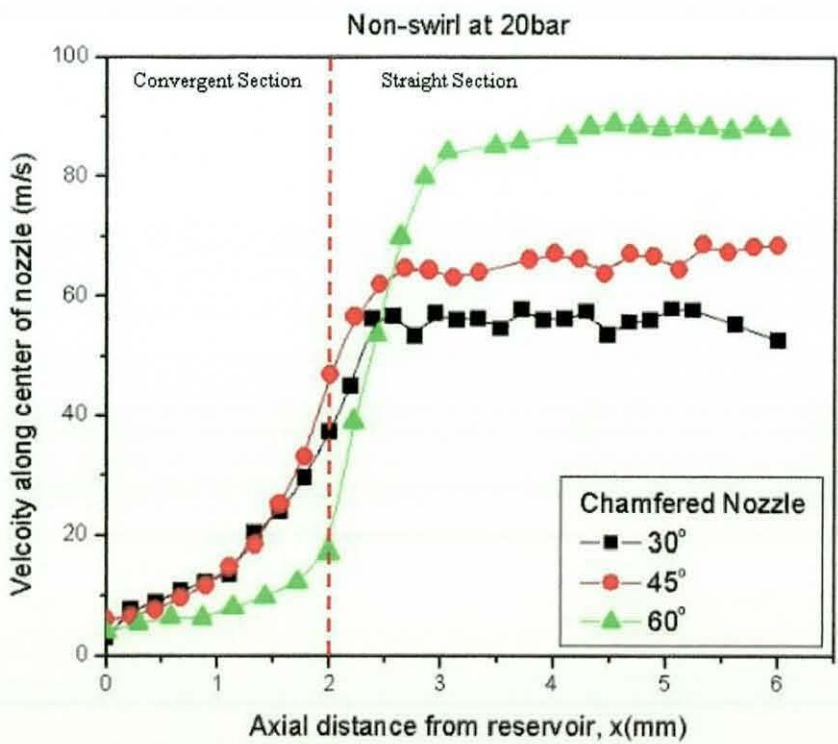 Non-swirl at 20bar
100
80
60
40
20
0
Velcoity along center of nozzle (m/s)
Convergent Section
Straight Section
Chamfered Nozzle
30°
45°
60°
0 1 2 3 4 5 6
Axial distance from reservoir, x(mm)